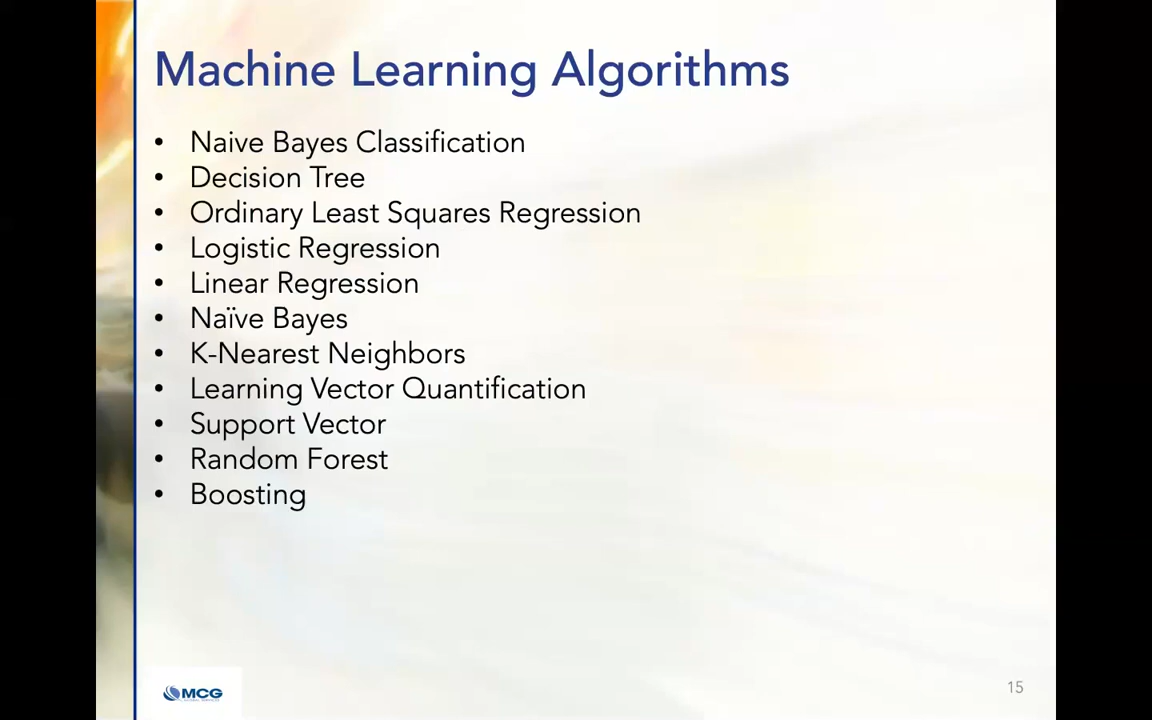 Machine Learning Algorithms
• Naive Bayes Classification
• Decision Tree
• Ordinary Least Squares Regression
• Logistic Regression
• Linear Regression
• Naïve Bayes
• K-Nearest Neighbors
• Learning Vector Quantification
• Support Vector
• Random Forest
• Boosting
MCG
15